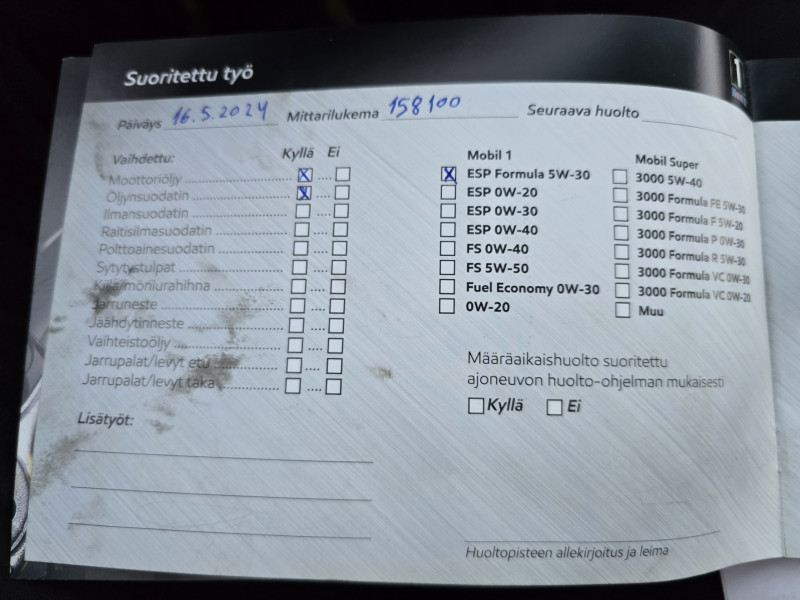 Suoritettu työ
1
Päiväys 16.5.2024 Mittarilukema 158100 Seuraava huolto
Vaihdettu: Kyllä Ei
Moottoriöljy
Öljynsuodatin
Ilmansuodatin
Raitisilmasuodatin
Polttoainesuodatin
Sytytystulpat
Kiila/moniurahihna
Jarruneste
Jäähdytinneste
Vaihteistoöljy
Jarrupalat/levyt etu
Jarrupalat/levyt taka
Lisätyöt:
Mobil 1
X ESP Formula 5W-30
ESP 0W-20
ESP 0W-30
ESP 0W-40
FS 0W-40
FS 5W-50
Fuel Economy 0W-30
0W-20
Mobil Super
3000 5W-40
3000 Formula FE 5W-30
3000 Formula F 5W-20
3000 Formula P 0W-30
3000 Formula R 5W-30
3000 Formula VC 0W-30
3000 Formula VC 0W-20
Muu
Määräaikaishuolto suoritettu
ajoneuvon huolto-ohjelman mukaisesti
Kyllä Ei
Huoltopisteen allekirjoitus ja leima